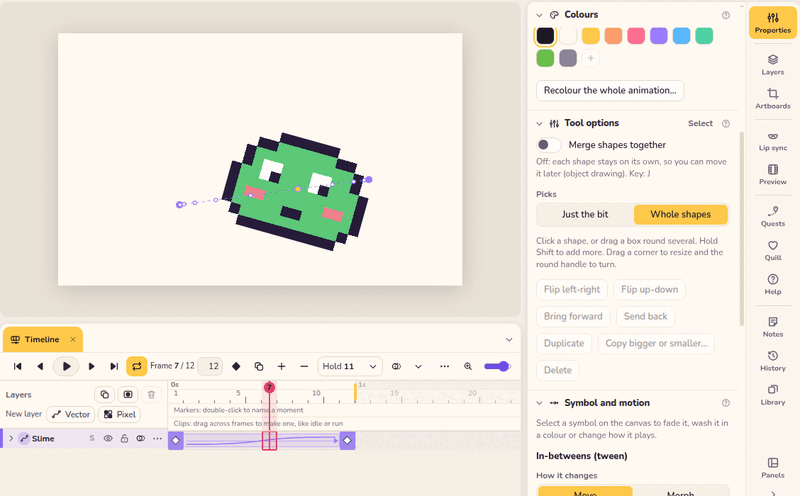 Colours
Recolour the whole animation...
Tool options
Select
Merge shapes together
Off: each shape stays on its own, so you can move
it later (object drawing). Key: J
Picks
Just the bit
Whole shapes
Click a shape, or drag a box round several. Hold
Shift to add more. Drag a corner to resize and the
round handle to turn.
Flip left-right
Flip up-down
Bring forward
Send back
Duplicate
Copy bigger or smaller...
Delete
Symbol and motion
Select a symbol on the canvas to fade it, wash it in
a colour or change how it plays.
In-betweens (tween)
How it changes
Move
Morph
Properties
Layers
Artboards
Lip sync
Preview
Quests
Quill
Help
Notes
History
Library
Panels
Timeline
Frame 7 / 12
12
Hold 11
Layers
0s
1s
1
5
7
10
15
20
New layer
Vector
Pixel
Markers: double-click to name a moment
Clips: drag across frames to make one, like idle or run
Slime
S